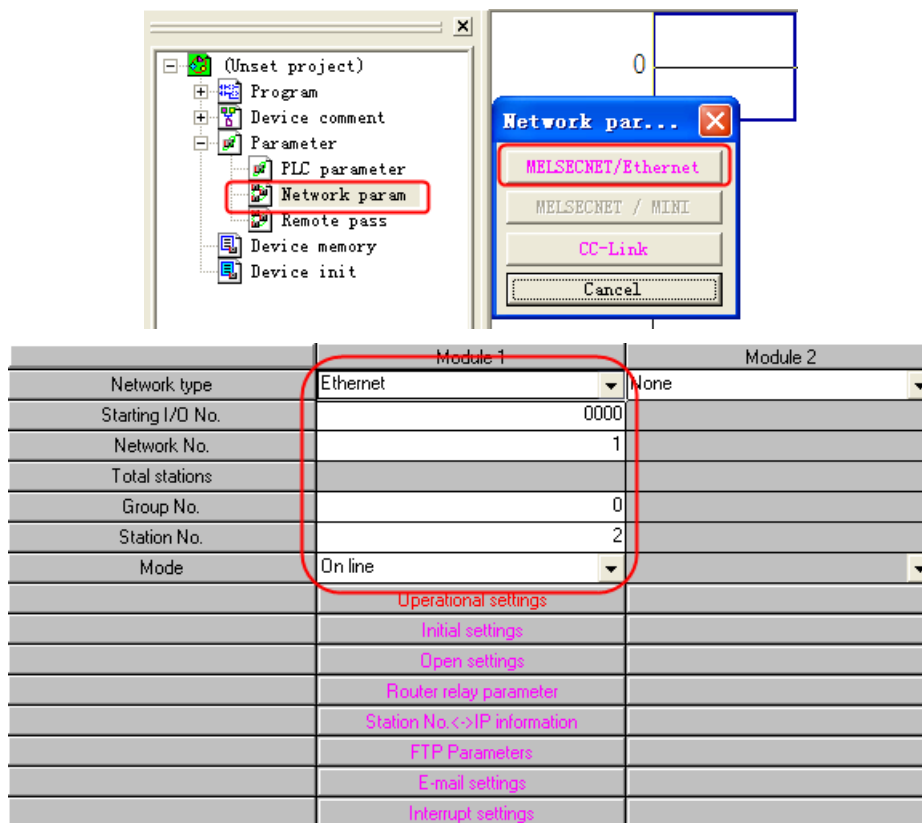 (Unset project)
Program
Device comment
Parameter
PLC parameter
Network param
Remote pass
Device memory
Device init
0
Network par...
MELSECNET/Ethernet
MELSECNET / MINI
CC-Link
Cancel
Module 1 Module 2
Network type Ethernet None
Starting I/O No. 0000
Network No. 1
Total stations
Group No. 0
Station No. 2
Mode On line
Operational settings
Initial settings
Open settings
Router relay parameter
Station No.<->IP information
FTP Parameters
E-mail settings
Interrupt settings